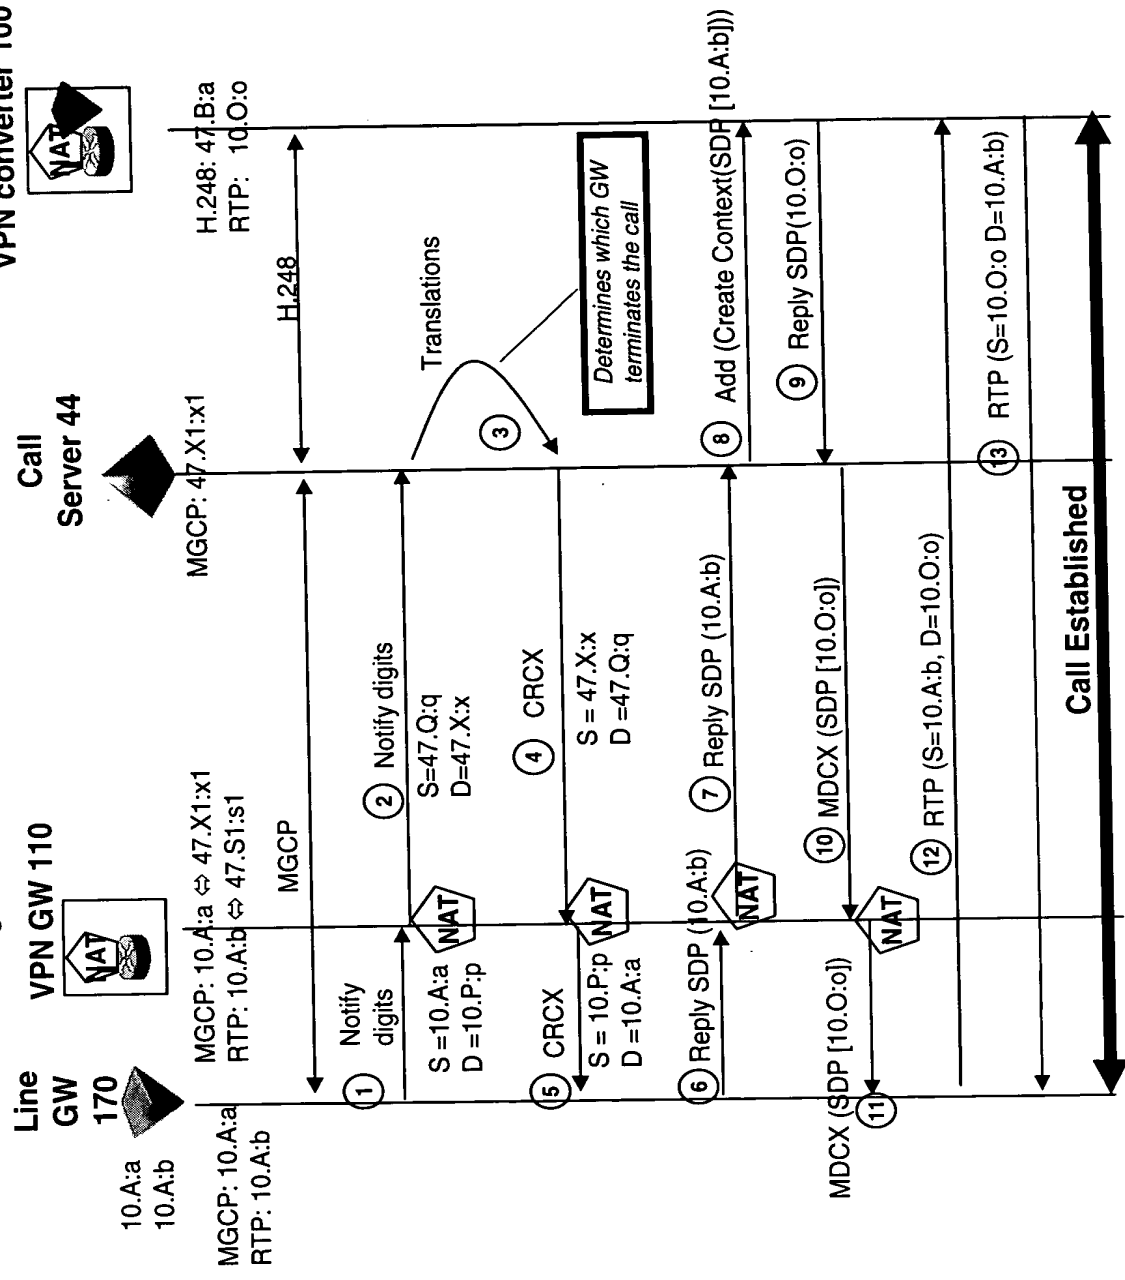 Line
GW
170
10.A:a
10.A:b
MGCP: 10.A:a
RTP: 10.A:b
VPN GW 110
NAT
MGCP: 10.A:a ⇔ 47.X1:x1
RTP: 10.A:b ⇔ 47.S1:s1
Call
Server 44
MGCP: 47.X1:x1
VPN converter 100
NAT
H.248: 47.B:a
RTP: 10.O:o
MGCP
H.248
1
Notify
digits
S =10.A:a
D =10.P:p
NAT
2 Notify digits
S=47.Q:q
D=47.X:x
Translations
3
Determines which GW
terminates the call
4 CRCX
S = 47.X:x
D =47.Q:q
NAT
5 CRCX
S = 10.P:p
D =10.A:a
6 Reply SDP (10.A:b)
NAT
7 Reply SDP (10.A:b)
8 Add (Create Context(SDP [10.A:b]))
9 Reply SDP(10.O:o)
10 MDCX (SDP [10.O:o])
NAT
MDCX (SDP [10.O:o])
11
12 RTP (S=10.A:b, D=10.O:o)
13 RTP (S=10.O:o D=10.A:b)
Call Established